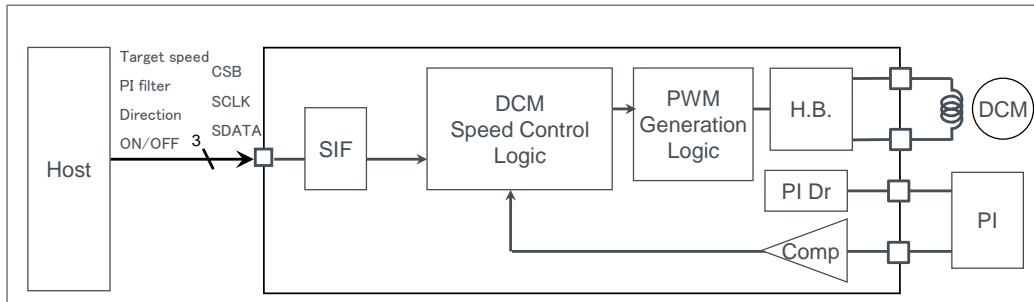 Host
Target speed
PI filter
Direction
ON/OFF
CSB
SCLK
SDATA
3
SIF
DCM
Speed Control
Logic
PWM
Generation
Logic
H.B.
DCM
PI Dr
PI
Comp